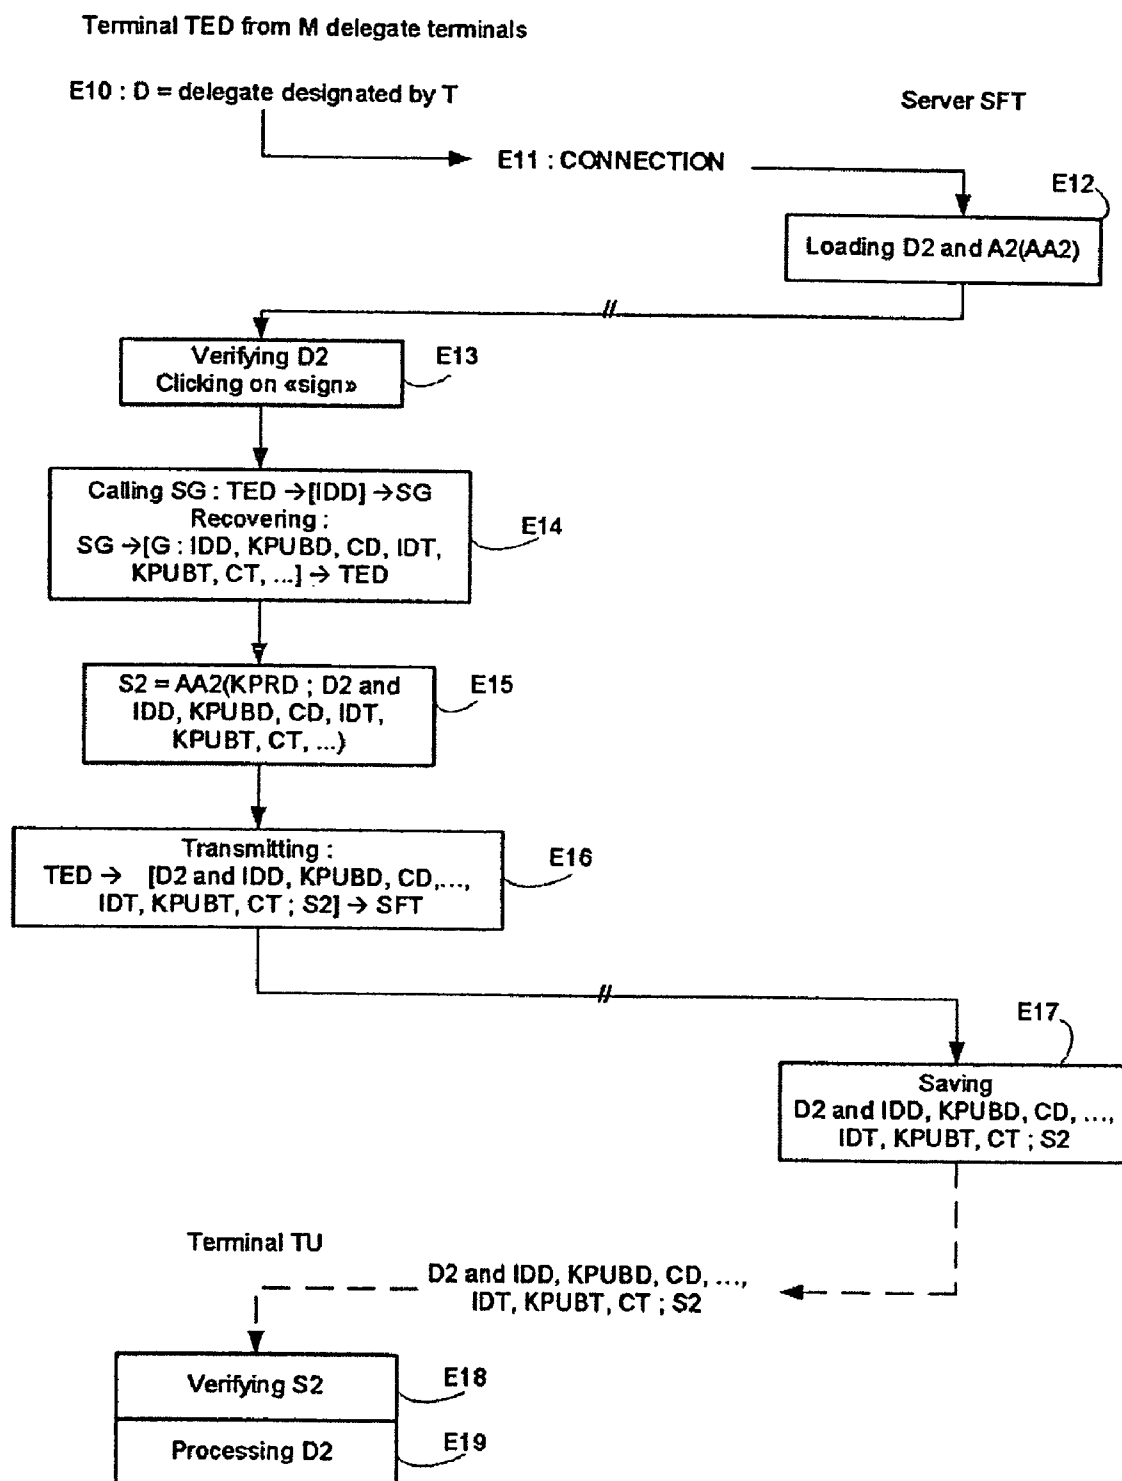 Terminal TED from M delegate terminals
E10 : D = delegate designated by T
Server SFT
E11 : CONNECTION
E12
Loading D2 and A2(AA2)
Verifying D2
Clicking on «sign»
E13
Calling SG : TED →[IDD] →SG
Recovering :
SG →[G : IDD, KPUBD, CD, IDT,
KPUBT, CT, ...] → TED
E14
S2 = AA2(KPRD ; D2 and
IDD, KPUBD, CD, IDT,
KPUBT, CT, ...)
E15
Transmitting :
TED → [D2 and IDD, KPUBD, CD,...,
IDT, KPUBT, CT ; S2] → SFT
E16
E17
Saving
D2 and IDD, KPUBD, CD, ...,
IDT, KPUBT, CT ; S2
Terminal TU
D2 and IDD, KPUBD, CD, ...,
IDT, KPUBT, CT ; S2
Verifying S2
E18
Processing D2
E19